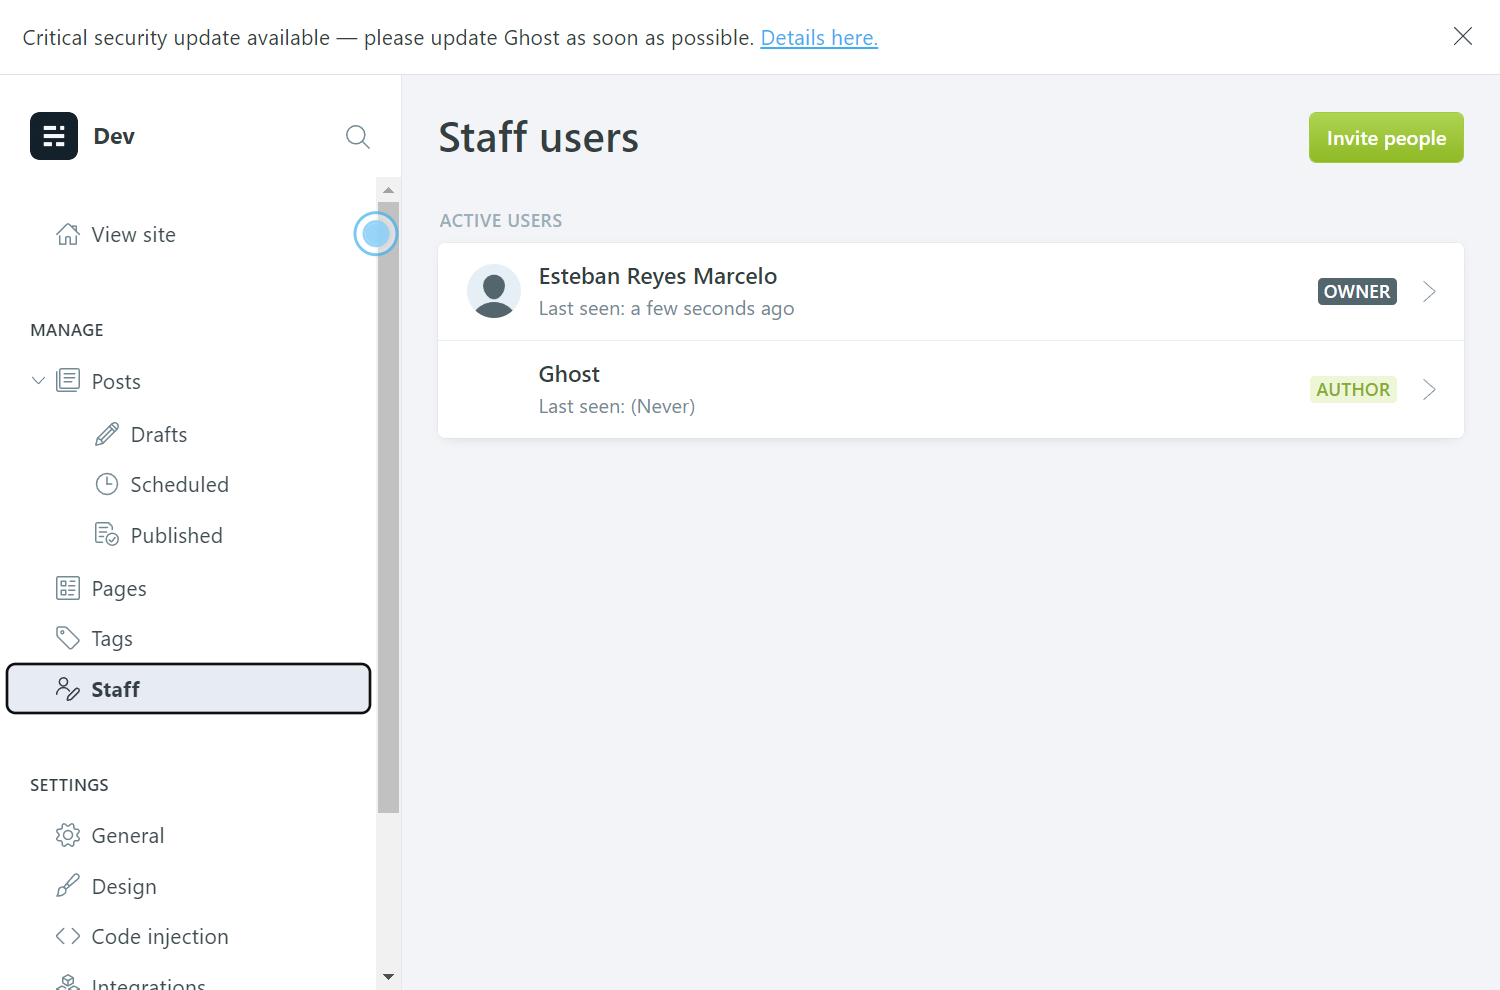 Critical security update available — please update Ghost as soon as possible. Details here.
Dev
View site
MANAGE
Posts
Drafts
Scheduled
Published
Pages
Tags
Staff
SETTINGS
General
Design
Code injection
Integrations
Staff users
Invite people
ACTIVE USERS
Esteban Reyes Marcelo
Last seen: a few seconds ago
OWNER
Ghost
Last seen: (Never)
AUTHOR